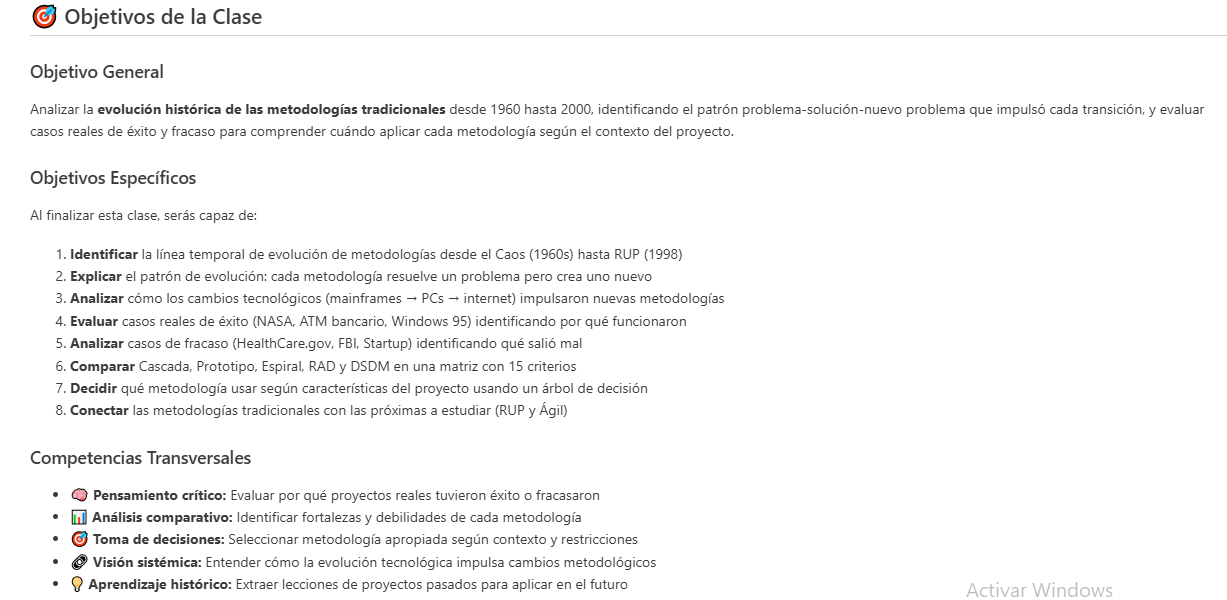 🎯 Objetivos de la Clase
Objetivo General
Analizar la evolución histórica de las metodologías tradicionales desde 1960 hasta 2000, identificando el patrón problema-solución-nuevo problema que impulsó cada transición, y evaluar
casos reales de éxito y fracaso para comprender cuándo aplicar cada metodología según el contexto del proyecto.
Objetivos Específicos
Al finalizar esta clase, serás capaz de:
1. Identificar la línea temporal de evolución de metodologías desde el Caos (1960s) hasta RUP (1998)
2. Explicar el patrón de evolución: cada metodología resuelve un problema pero crea uno nuevo
3. Analizar cómo los cambios tecnológicos (mainframes → PCs → internet) impulsaron nuevas metodologías
4. Evaluar casos reales de éxito (NASA, ATM bancario, Windows 95) identificando por qué funcionaron
5. Analizar casos de fracaso (HealthCare.gov, FBI, Startup) identificando qué salió mal
6. Comparar Cascada, Prototipo, Espiral, RAD y DSDM en una matriz con 15 criterios
7. Decidir qué metodología usar según características del proyecto usando un árbol de decisión
8. Conectar las metodologías tradicionales con las próximas a estudiar (RUP y Ágil)
Competencias Transversales
• 🧠 Pensamiento crítico: Evaluar por qué proyectos reales tuvieron éxito o fracasaron
• 📊 Análisis comparativo: Identificar fortalezas y debilidades de cada metodología
• 🎯 Toma de decisiones: Seleccionar metodología apropiada según contexto y restricciones
• 🔗 Visión sistémica: Entender cómo la evolución tecnológica impulsa cambios metodológicos
• 💡 Aprendizaje histórico: Extraer lecciones de proyectos pasados para aplicar en el futuro
Activar Windows